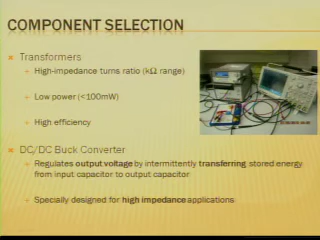 COMPONENT SELECTION
Transformers
High-impedance turns ratio (kΩ range)
Low power (<100mW)
High efficiency
DC/DC Buck Converter
Regulates output voltage by intermittently transferring stored energy
from input capacitor to output capacitor
Specially designed for high impedance applications